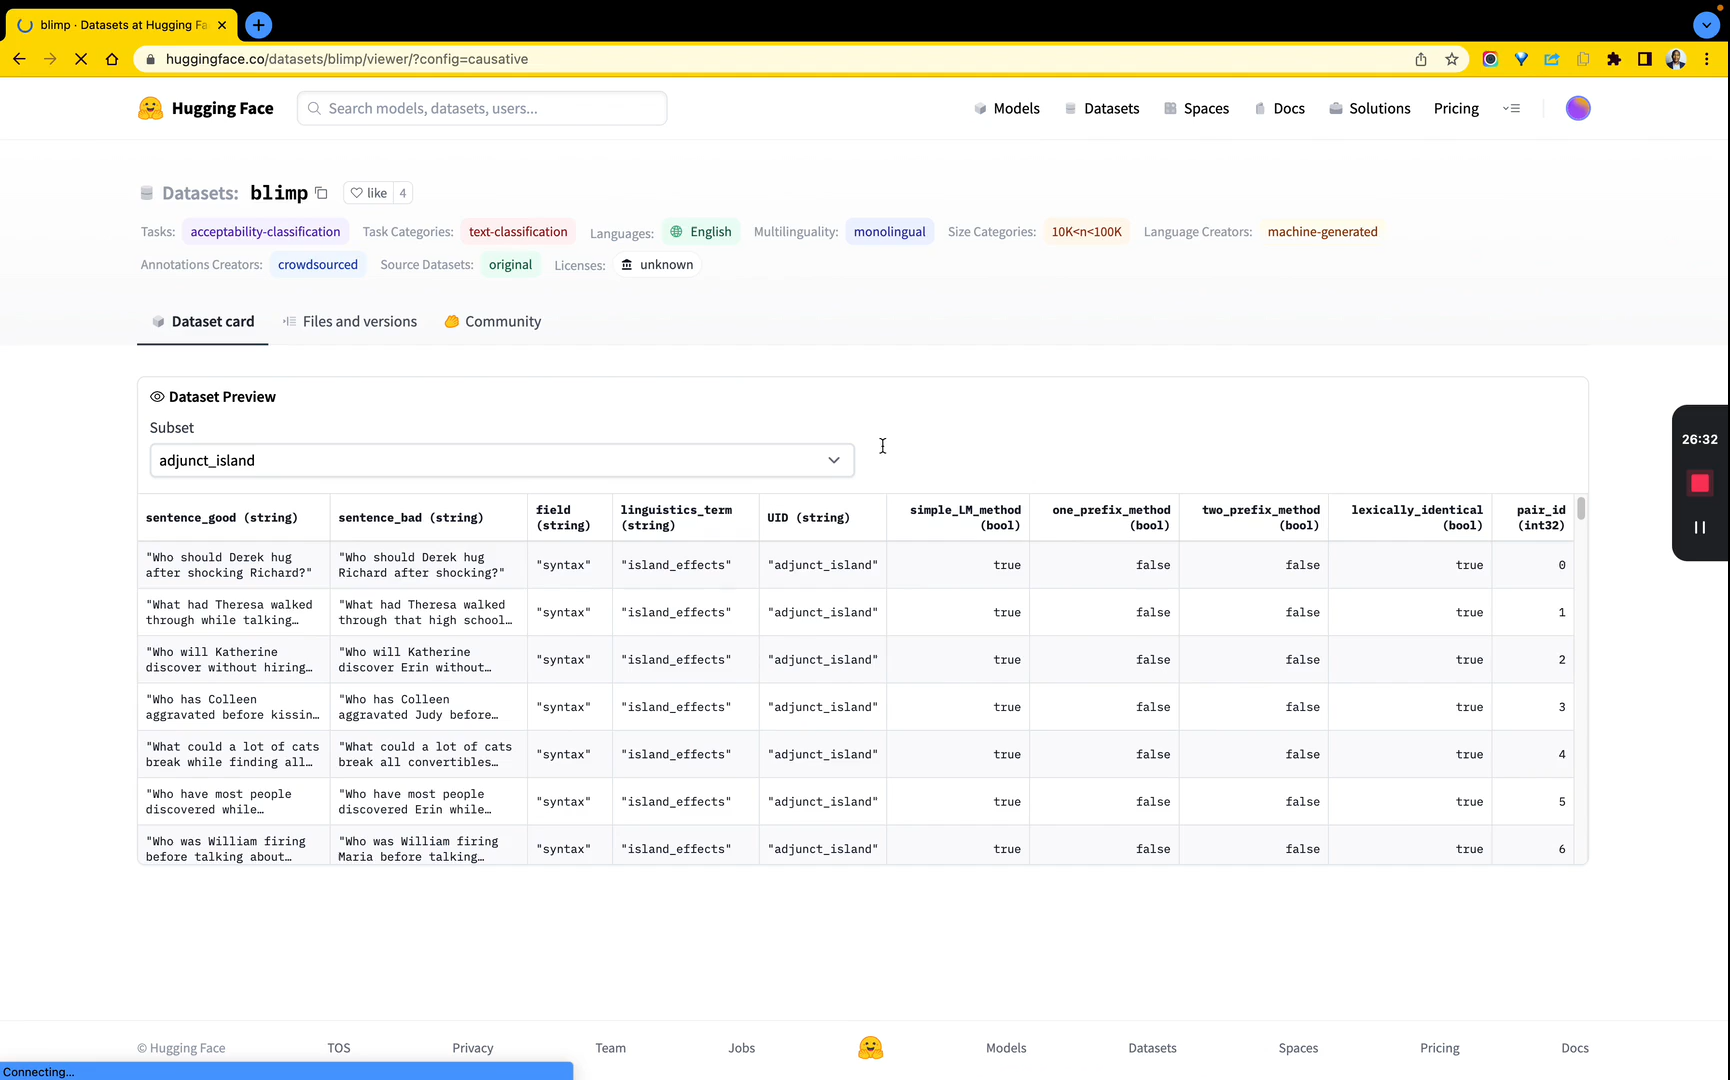 blimp · Datasets at Hugging Fa
huggingface.co/datasets/blimp/viewer/?config=causative
Hugging Face
Search models, datasets, users...
Models
Datasets
Spaces
Docs
Solutions
Pricing
Datasets: blimp
like 4
Tasks: acceptability-classification Task Categories: text-classification Languages: English Multilinguality: monolingual Size Categories: 10K<n<100K Language Creators: machine-generated
Annotations Creators: crowdsourced Source Datasets: original Licenses: unknown
Dataset card
Files and versions
Community
Dataset Preview
Subset
adjunct_island
26:32
sentence_good (string)
sentence_bad (string)
field
(string)
linguistics_term
(string)
UID (string)
simple_LM_method
(bool)
one_prefix_method
(bool)
two_prefix_method
(bool)
lexically_identical
(bool)
pair_id
(int32)
"Who should Derek hug
after shocking Richard?"
"Who should Derek hug
Richard after shocking?"
"syntax"
"island_effects"
"adjunct_island"
true
false
false
true
0
"What had Theresa walked
through while talking…
"What had Theresa walked
through that high school…
"syntax"
"island_effects"
"adjunct_island"
true
false
false
true
1
"Who will Katherine
discover without hiring…
"Who will Katherine
discover Erin without…
"syntax"
"island_effects"
"adjunct_island"
true
false
false
true
2
"Who has Colleen
aggravated before kissin…
"Who has Colleen
aggravated Judy before…
"syntax"
"island_effects"
"adjunct_island"
true
false
false
true
3
"What could a lot of cats
break while finding all…
"What could a lot of cats
break all convertibles…
"syntax"
"island_effects"
"adjunct_island"
true
false
false
true
4
"Who have most people
discovered while…
"Who have most people
discovered Erin while…
"syntax"
"island_effects"
"adjunct_island"
true
false
false
true
5
"Who was William firing
before talking about…
"Who was William firing
Maria before talking…
"syntax"
"island_effects"
"adjunct_island"
true
false
false
true
6
© Hugging Face
TOS
Privacy
Team
Jobs
Models
Datasets
Spaces
Pricing
Docs
Connecting...